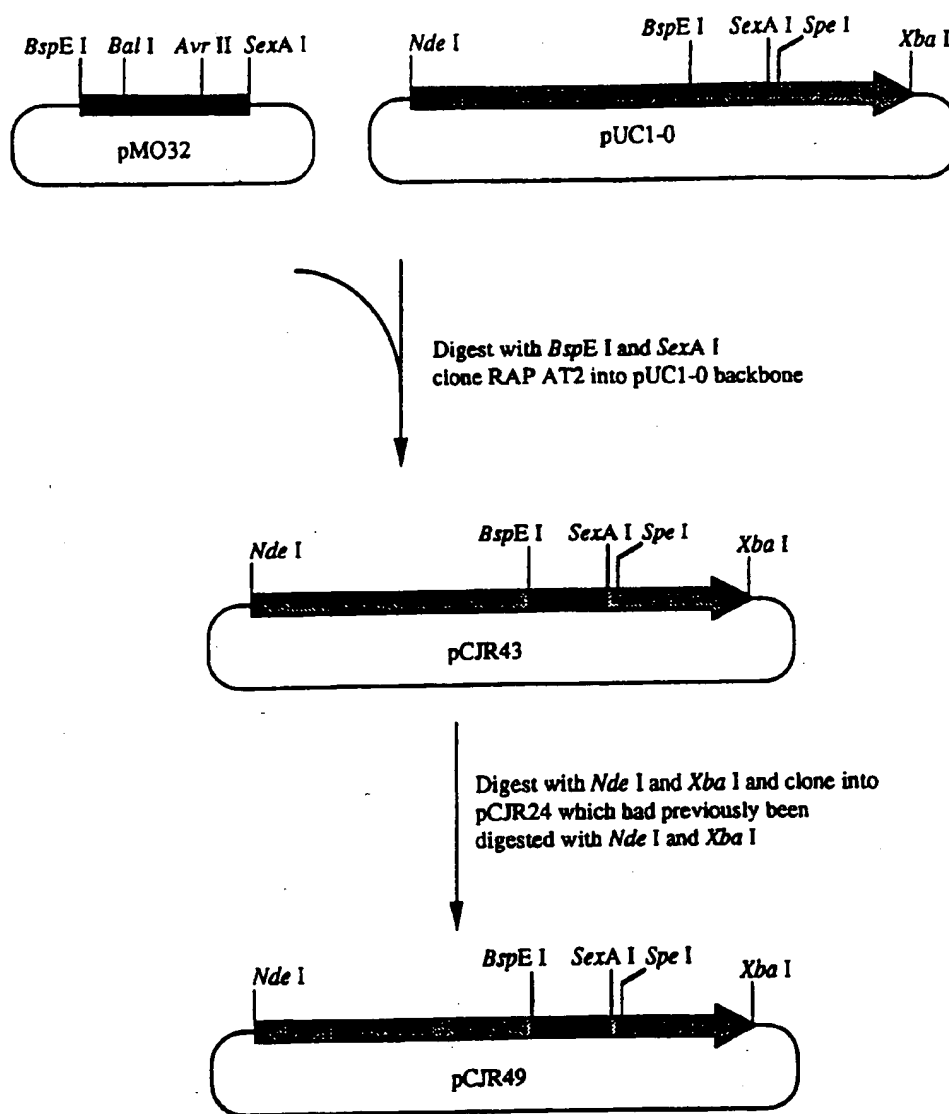 BspE I Bal I Avr II SexA I
pMO32
Nde I BspE I SexA I Spe I Xba I
pUC1-0
Digest with BspE I and SexA I
clone RAP AT2 into pUC1-0 backbone
Nde I BspE I SexA I Spe I Xba I
pCJR43
Digest with Nde I and Xba I and clone into
pCJR24 which had previously been
digested with Nde I and Xba I
Nde I BspE I SexA I Spe I Xba I
pCJR49